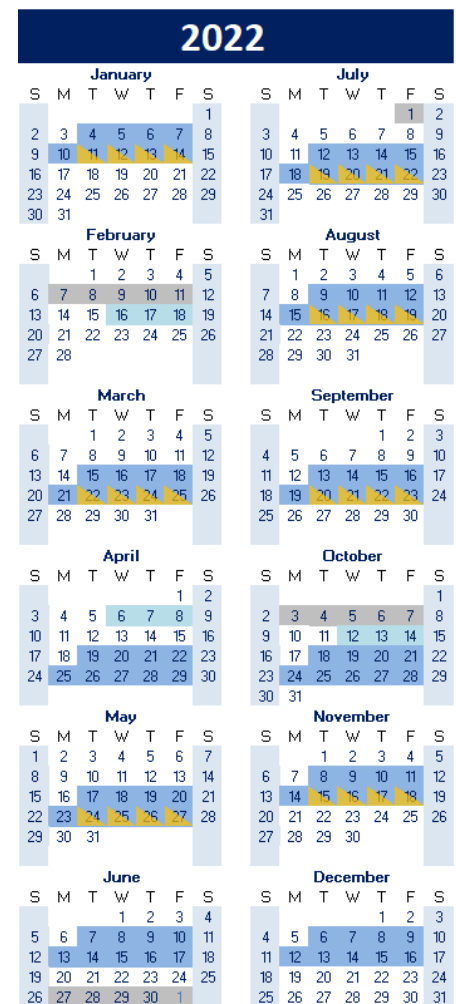 2022
January
S M T W T F S
1
2 3 4 5 6 7 8
9 10 11 12 13 14 15
16 17 18 19 20 21 22
23 24 25 26 27 28 29
30 31
February
S M T W T F S
1 2 3 4 5
6 7 8 9 10 11 12
13 14 15 16 17 18 19
20 21 22 23 24 25 26
27 28
March
S M T W T F S
1 2 3 4 5
6 7 8 9 10 11 12
13 14 15 16 17 18 19
20 21 22 23 24 25 26
27 28 29 30 31
April
S M T W T F S
1 2
3 4 5 6 7 8 9
10 11 12 13 14 15 16
17 18 19 20 21 22 23
24 25 26 27 28 29 30
May
S M T W T F S
1 2 3 4 5 6 7
8 9 10 11 12 13 14
15 16 17 18 19 20 21
22 23 24 25 26 27 28
29 30 31
June
S M T W T F S
1 2 3 4
5 6 7 8 9 10 11
12 13 14 15 16 17 18
19 20 21 22 23 24 25
26 27 28 29 30 1
July
S M T W T F S
1 2
3 4 5 6 7 8 9
10 11 12 13 14 15 16
17 18 19 20 21 22 23
24 25 26 27 28 29 30
31
August
S M T W T F S
1 2 3 4 5 6
7 8 9 10 11 12 13
14 15 16 17 18 19 20
21 22 23 24 25 26 27
28 29 30 31
September
S M T W T F S
1 2 3
4 5 6 7 8 9 10
11 12 13 14 15 16 17
18 19 20 21 22 23 24
25 26 27 28 29 30
October
S M T W T F S
1
2 3 4 5 6 7 8
9 10 11 12 13 14 15
16 17 18 19 20 21 22
23 24 25 26 27 28 29
30 31
November
S M T W T F S
1 2 3 4 5
6 7 8 9 10 11 12
13 14 15 16 17 18 19
20 21 22 23 24 25 26
27 28 29 30
December
S M T W T F S
1 2 3
4 5 6 7 8 9 10
11 12 13 14 15 16 17
18 19 20 21 22 23 24
25 26 27 28 29 30 31